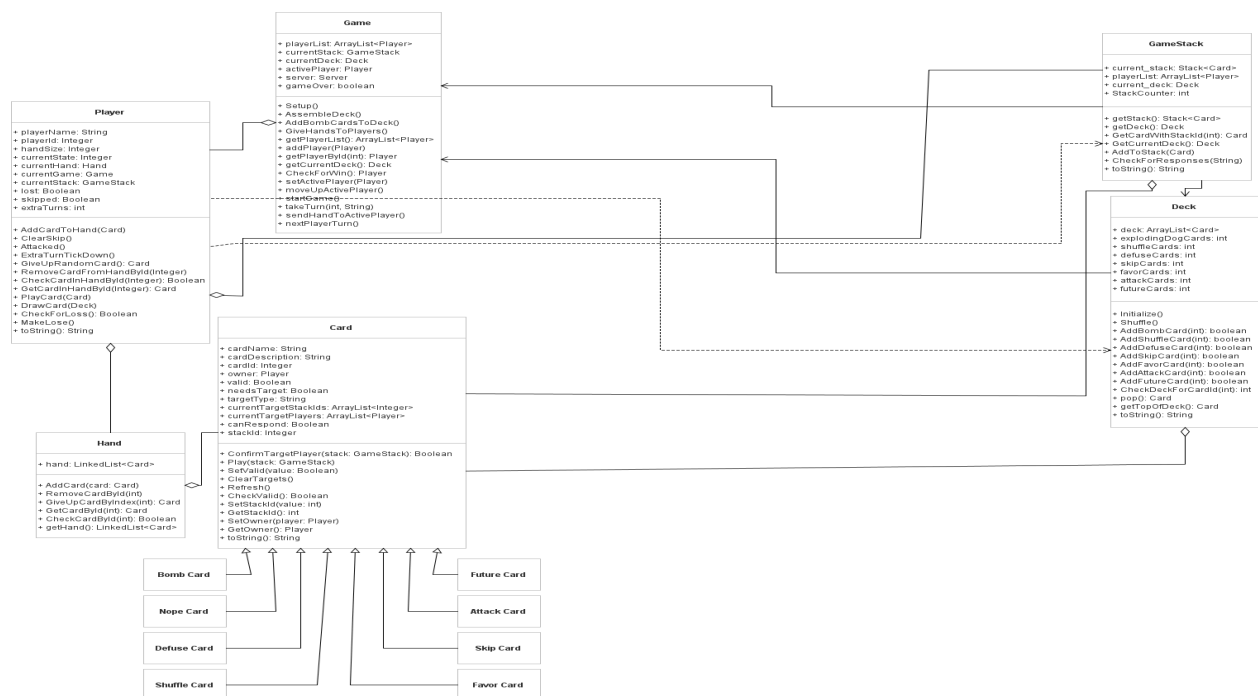 Game
+ playerList: ArrayList<Player>
+ currentStack: GameStack
+ currentDeck: Deck
+ activePlayer: Player
+ server: Server
+ gameOver: boolean
+ Setup()
+ AssembleDeck()
+ AddBombCardsToDeck()
+ GiveHandsToPlayers()
+ getPlayerList(): ArrayList<Player>
+ addPlayer(Player)
+ getPlayerById(int): Player
+ getCurrentDeck(): Deck
+ CheckForWin(): Player
+ setActivePlayer(Player)
+ moveUpActivePlayer()
+ startGame()
+ takeTurn(int, String)
+ sendHandToActivePlayer()
+ nextPlayerTurn()
GameStack
+ current_stack: Stack<Card>
+ playerList: ArrayList<Player>
+ current_deck: Deck
+ StackCounter: int
+ getStack(): Stack<Card>
+ getDeck(): Deck
+ GetCardWithStackId(int): Card
+ GetCurrentDeck(): Deck
+ AddToStack(Card)
+ CheckForResponses(String)
+ toString(): String
Player
+ playerName: String
+ playerId: Integer
+ handSize: Integer
+ currentState: Integer
+ currentHand: Hand
+ currentGame: Game
+ currentStack: GameStack
+ lost: Boolean
+ skipped: Boolean
+ extraTurns: int
+ AddCardToHand(Card)
+ ClearSkip()
+ Attacked()
+ ExtraTurnTickDown()
+ GiveUpRandomCard(): Card
+ RemoveCardFromHandById(Integer)
+ CheckCardInHandById(Integer): Boolean
+ GetCardInHandById(Integer): Card
+ PlayCard(Card)
+ DrawCard(Deck)
+ CheckForLoss(): Boolean
+ MakeLose()
+ toString(): String
Deck
+ deck: ArrayList<Card>
+ explodingDogCards: int
+ shuffleCards: int
+ defuseCards: int
+ skipCards: int
+ favorCards: int
+ attackCards: int
+ futureCards: int
+ Initialize()
+ Shuffle()
+ AddBombCard(int): boolean
+ AddShuffleCard(int): boolean
+ AddDefuseCard(int): boolean
+ AddSkipCard(int): boolean
+ AddFavorCard(int): boolean
+ AddAttackCard(int): boolean
+ AddFutureCard(int): boolean
+ CheckDeckForCardId(int): int
+ pop(): Card
+ getTopOfDeck(): Card
+ toString(): String
Card
+ cardName: String
+ cardDescription: String
+ cardId: Integer
+ owner: Player
+ valid: Boolean
+ needsTarget: Boolean
+ targetType: String
+ currentTargetStackIds: ArrayList<Integer>
+ currentTargetPlayers: ArrayList<Player>
+ canRespond: Boolean
+ stackId: Integer
+ ConfirmTargetPlayer(stack: GameStack): Boolean
+ Play(stack: GameStack)
+ SetValid(value: Boolean)
+ ClearTargets()
+ Refresh()
+ CheckValid(): Boolean
+ SetStackId(value: int)
+ GetStackId(): int
+ SetOwner(player: Player)
+ GetOwner(): Player
+ toString(): String
Hand
+ hand: LinkedList<Card>
+ AddCard(card: Card)
+ RemoveCardById(int)
+ GiveUpCardByIndex(int): Card
+ GetCardById(int): Card
+ CheckCardById(int): Boolean
+ getHand(): LinkedList<Card>
Bomb Card
Future Card
Nope Card
Attack Card
Defuse Card
Skip Card
Shuffle Card
Favor Card